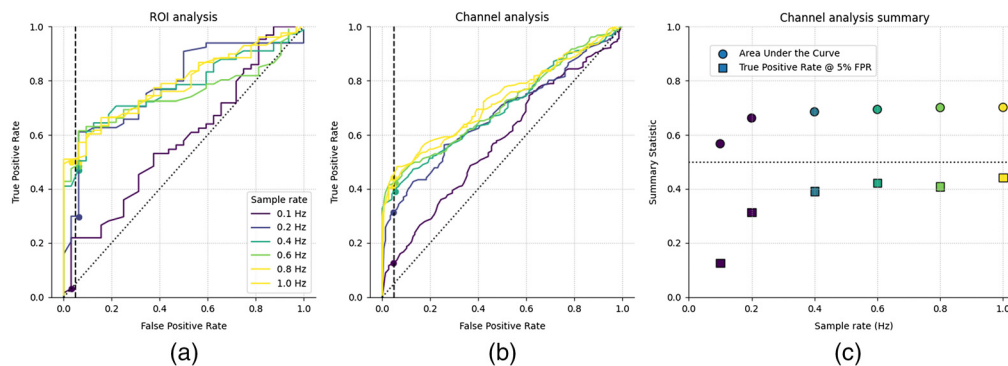 ROI analysis
1.0
0.8
0.6
0.4
0.2
0.0
True Positive Rate
0.0 0.2 0.4 0.6 0.8 1.0
False Positive Rate
Sample rate
0.1 Hz
0.2 Hz
0.4 Hz
0.6 Hz
0.8 Hz
1.0 Hz
(a)
Channel analysis
1.0
0.8
0.6
0.4
0.2
0.0
True Positive Rate
0.0 0.2 0.4 0.6 0.8 1.0
False Positive Rate
(b)
Channel analysis summary
1.0
0.8
0.6
0.4
0.2
0.0
Summary Statistic
Area Under the Curve
True Positive Rate @ 5% FPR
0.0 0.2 0.4 0.6 0.8 1.0
Sample rate (Hz)
(c)